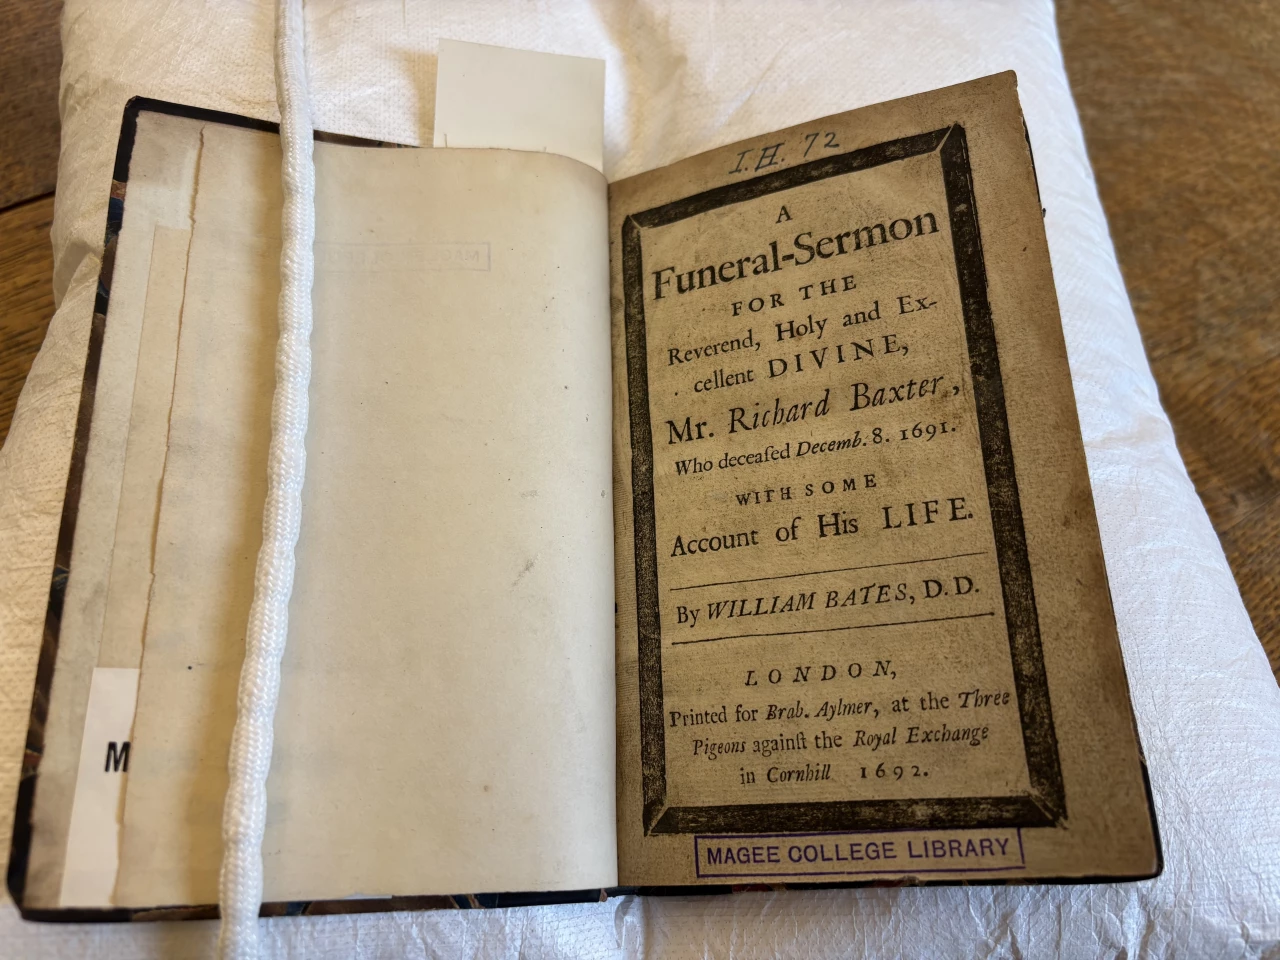 M
I.H. 72
A
Funeral-Sermon
FOR THE
Reverend, Holy and Ex-
cellent DIVINE,
Mr. Richard Baxter,
Who deceaſed Decemb. 8. 1691.
WITH SOME
Account of His LIFE.
By WILLIAM BATES, D. D.
LONDON,
Printed for Brab. Aylmer, at the Three
Pigeons againſt the Royal Exchange
in Cornhill 1692.
MAGEE COLLEGE LIBRARY